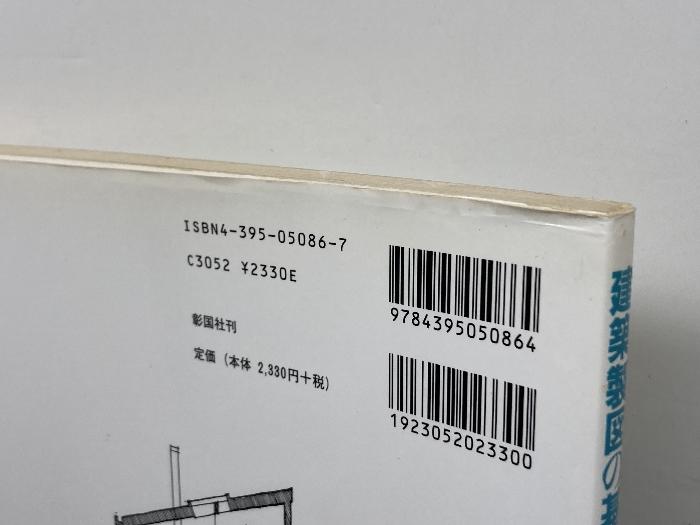 ISBN4-395-05086-7
C3052 ¥2330E
彰国社刊
定価（本体 2,330円＋税）
9784395050864
1923052023300
建築製図の基